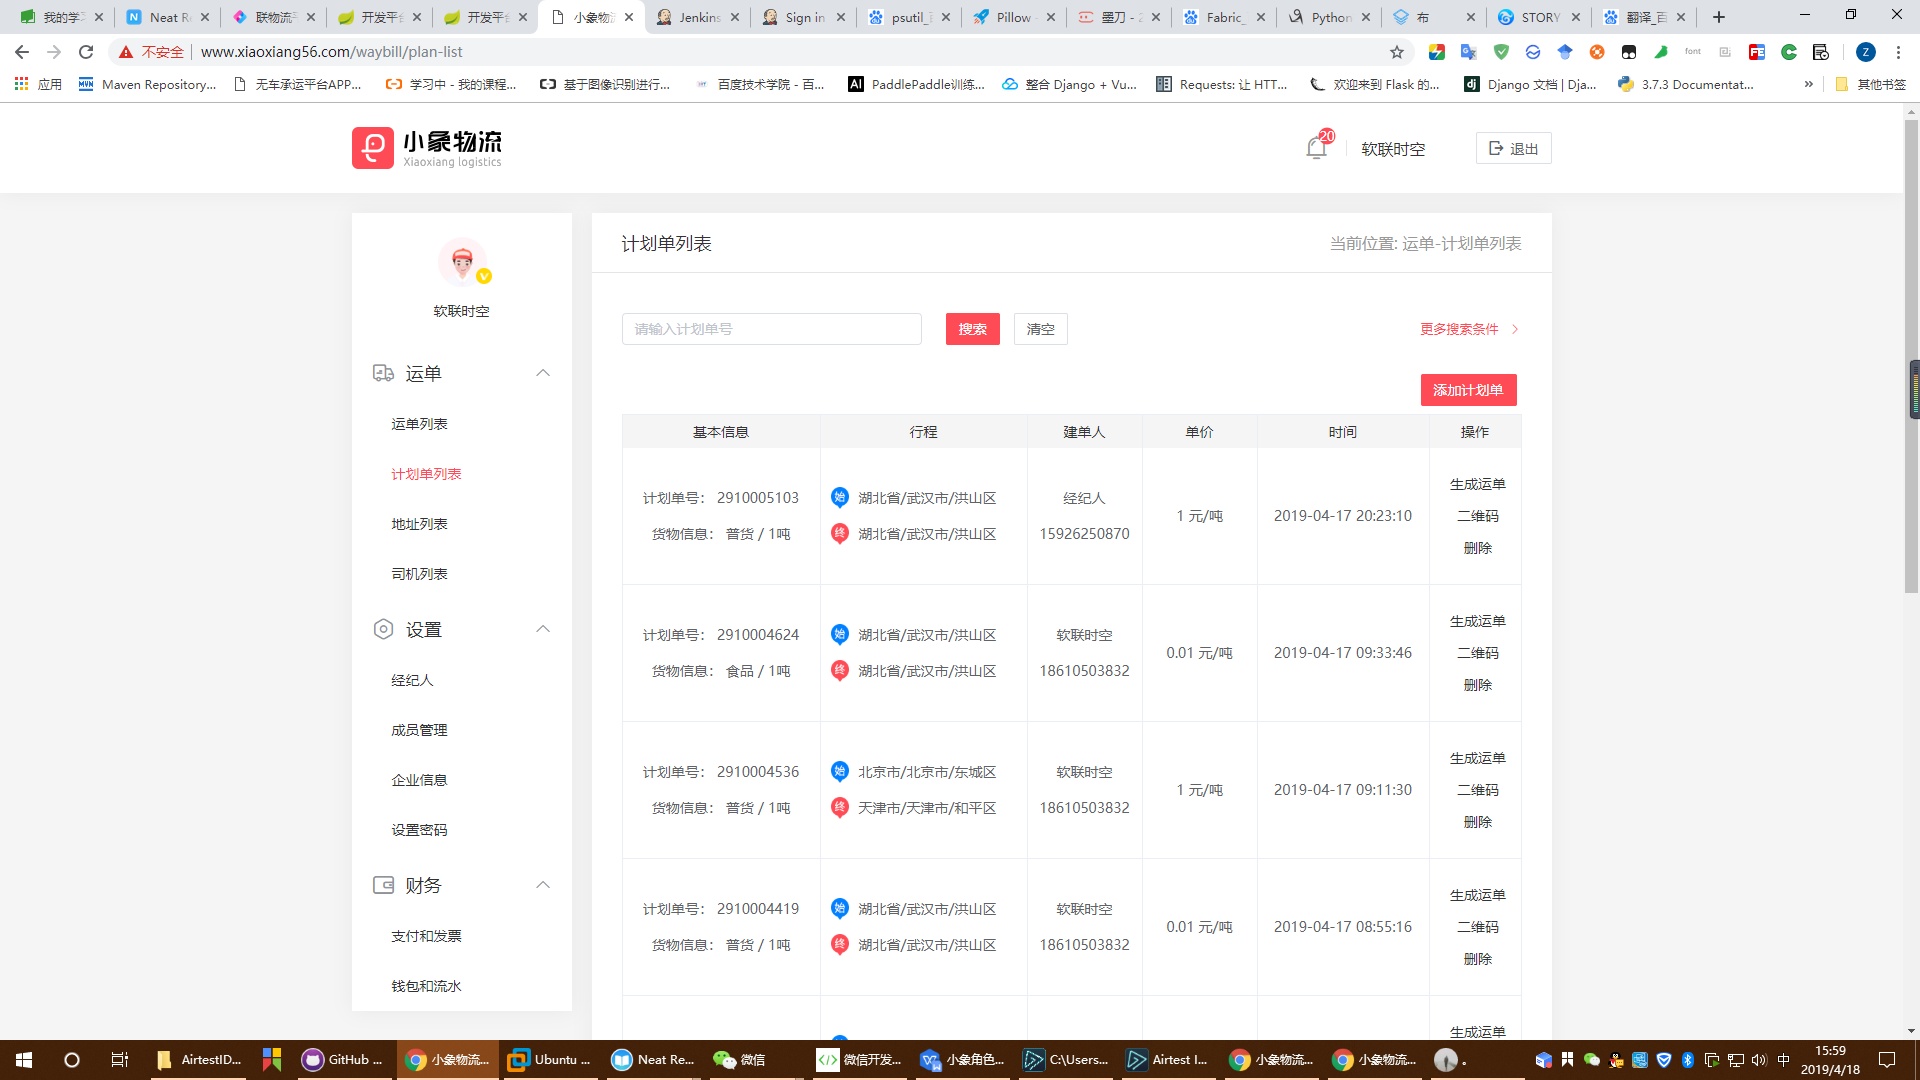 我的学 Neat R 联物流 开发平台 开发平台 小象物流 Jenkins Sign in psutil_ Pillow 墨刀 - Fabric_ Python 布 STORY 翻译_百
不安全 www.xiaoxiang56.com/waybill/plan-list
应用 Maven Repository... 无车承运平台APP... 学习中 - 我的课程... 基于图像识别进行... 百度技术学院 - 百... PaddlePaddle训练... 整合 Django + Vu... Requests: 让 HTT... 欢迎来到 Flask 的... Django 文档 | Dja... 3.7.3 Documentat... » 其他书签
小象物流
Xiaoxiang logistics
20
软联时空
退出
软联时空
运单
运单列表
计划单列表
地址列表
司机列表
设置
经纪人
成员管理
企业信息
设置密码
财务
支付和发票
钱包和流水
计划单列表 当前位置: 运单-计划单列表
请输入计划单号 搜索 清空 更多搜索条件
添加计划单
基本信息 行程 建单人 单价 时间 操作
计划单号: 2910005103 始 湖北省/武汉市/洪山区 经纪人 1 元/吨 2019-04-17 20:23:10 生成运单
货物信息: 普货 / 1吨 终 湖北省/武汉市/洪山区 15926250870 二维码
删除
计划单号: 2910004624 始 湖北省/武汉市/洪山区 软联时空 0.01 元/吨 2019-04-17 09:33:46 生成运单
货物信息: 食品 / 1吨 终 湖北省/武汉市/洪山区 18610503832 二维码
删除
计划单号: 2910004536 始 北京市/北京市/东城区 软联时空 1 元/吨 2019-04-17 09:11:30 生成运单
货物信息: 普货 / 1吨 终 天津市/天津市/和平区 18610503832 二维码
删除
计划单号: 2910004419 始 湖北省/武汉市/洪山区 软联时空 0.01 元/吨 2019-04-17 08:55:16 生成运单
货物信息: 普货 / 1吨 终 湖北省/武汉市/洪山区 18610503832 二维码
删除
生成运单
AirtestID... GitHub ... 小象物流... Ubuntu ... Neat Re... 微信 微信开发... 小象角色... C:\Users... Airtest I... 小象物流... 小象物流... 中 15:59
2019/4/18